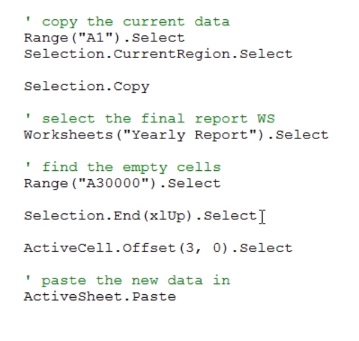 ' copy the current data
Range("A1").Select
Selection.CurrentRegion.Select
Selection.Copy
' select the final report WS
Worksheets("Yearly Report").Select
' find the empty cells
Range("A30000").Select
Selection.End(xlUp).Select
ActiveCell.Offset(3, 0).Select
' paste the new data in
ActiveSheet.Paste